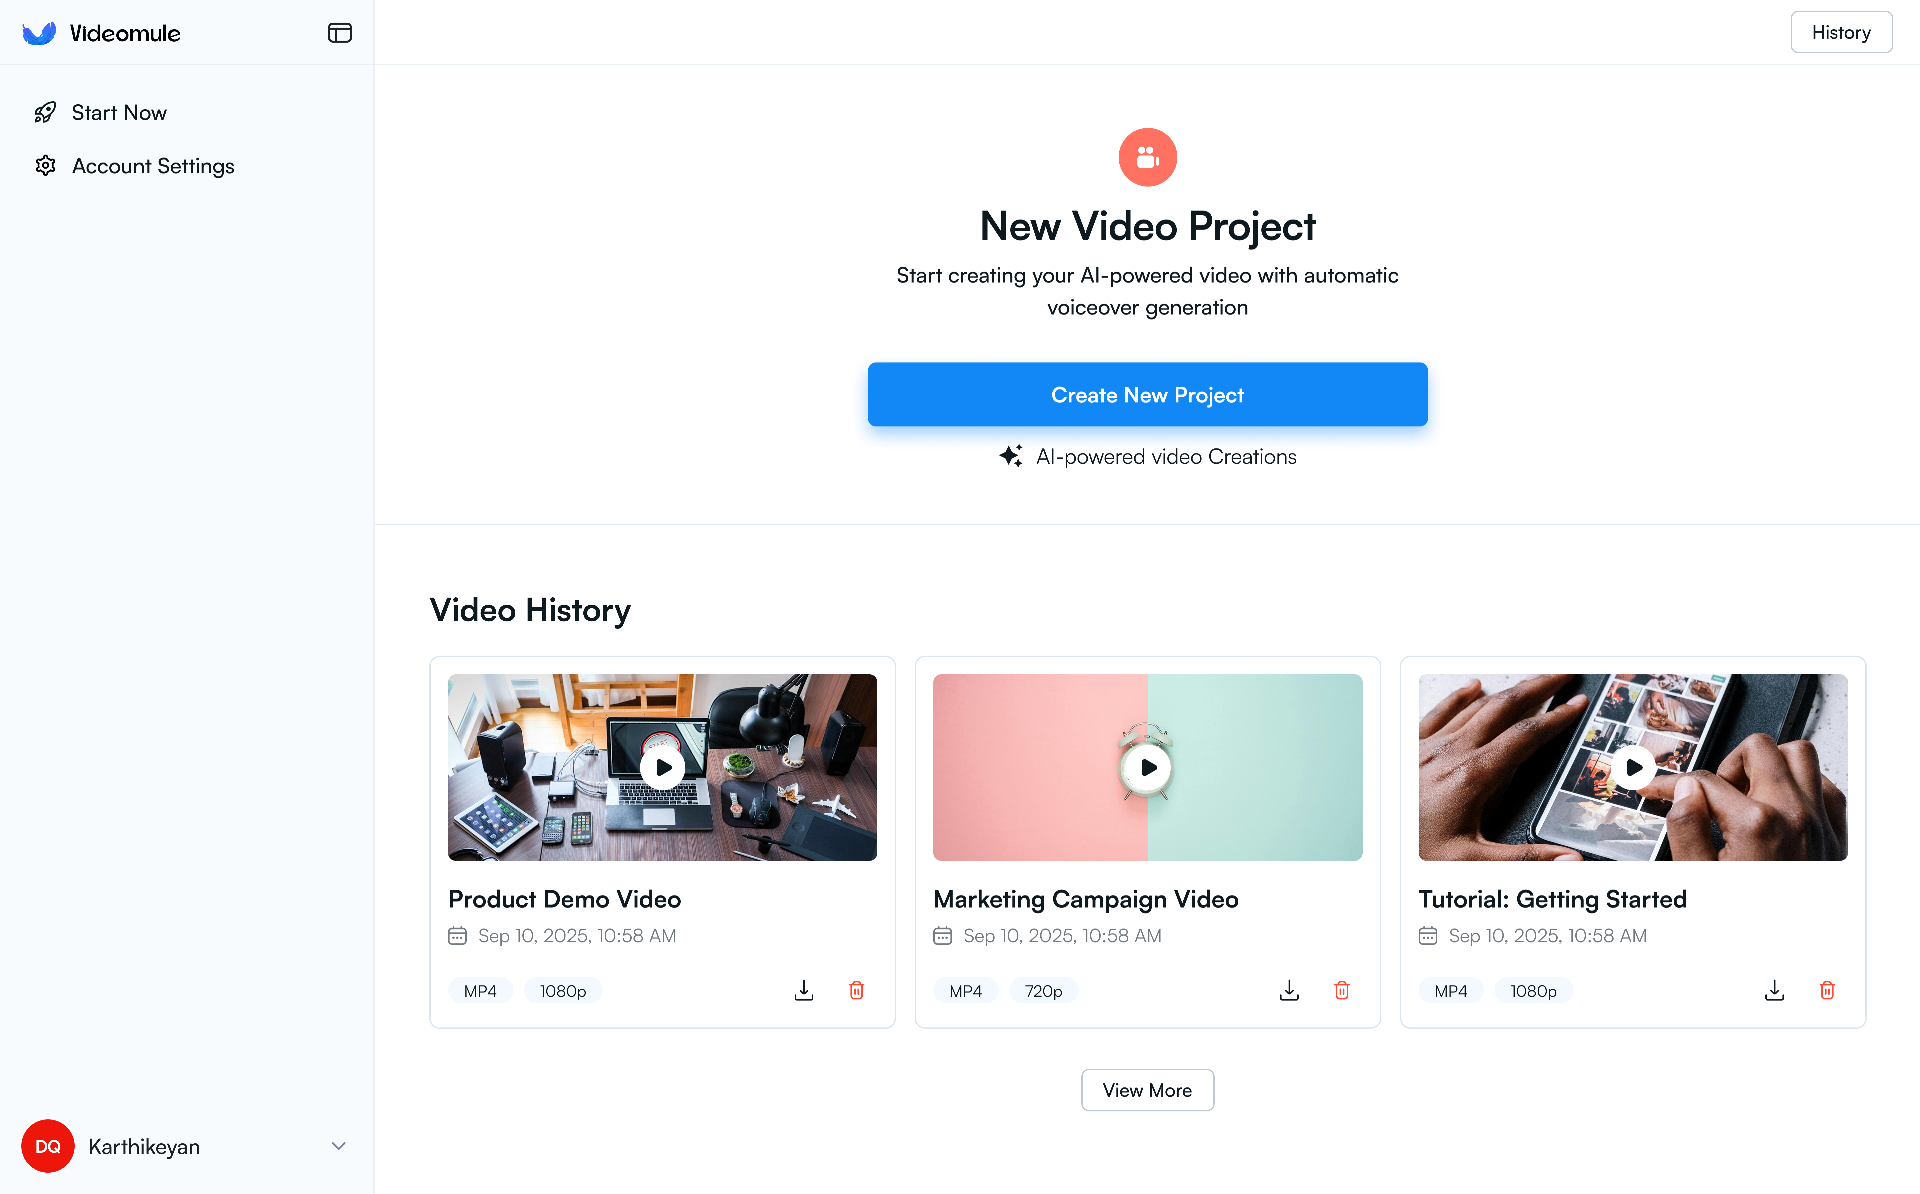 Videomule
History
Start Now
Account Settings
New Video Project
Start creating your AI-powered video with automatic
voiceover generation
Create New Project
AI-powered video Creations
Video History
Product Demo Video
Sep 10, 2025, 10:58 AM
MP4
1080p
Marketing Campaign Video
Sep 10, 2025, 10:58 AM
MP4
720p
Tutorial: Getting Started
Sep 10, 2025, 10:58 AM
MP4
1080p
View More
DQ
Karthikeyan